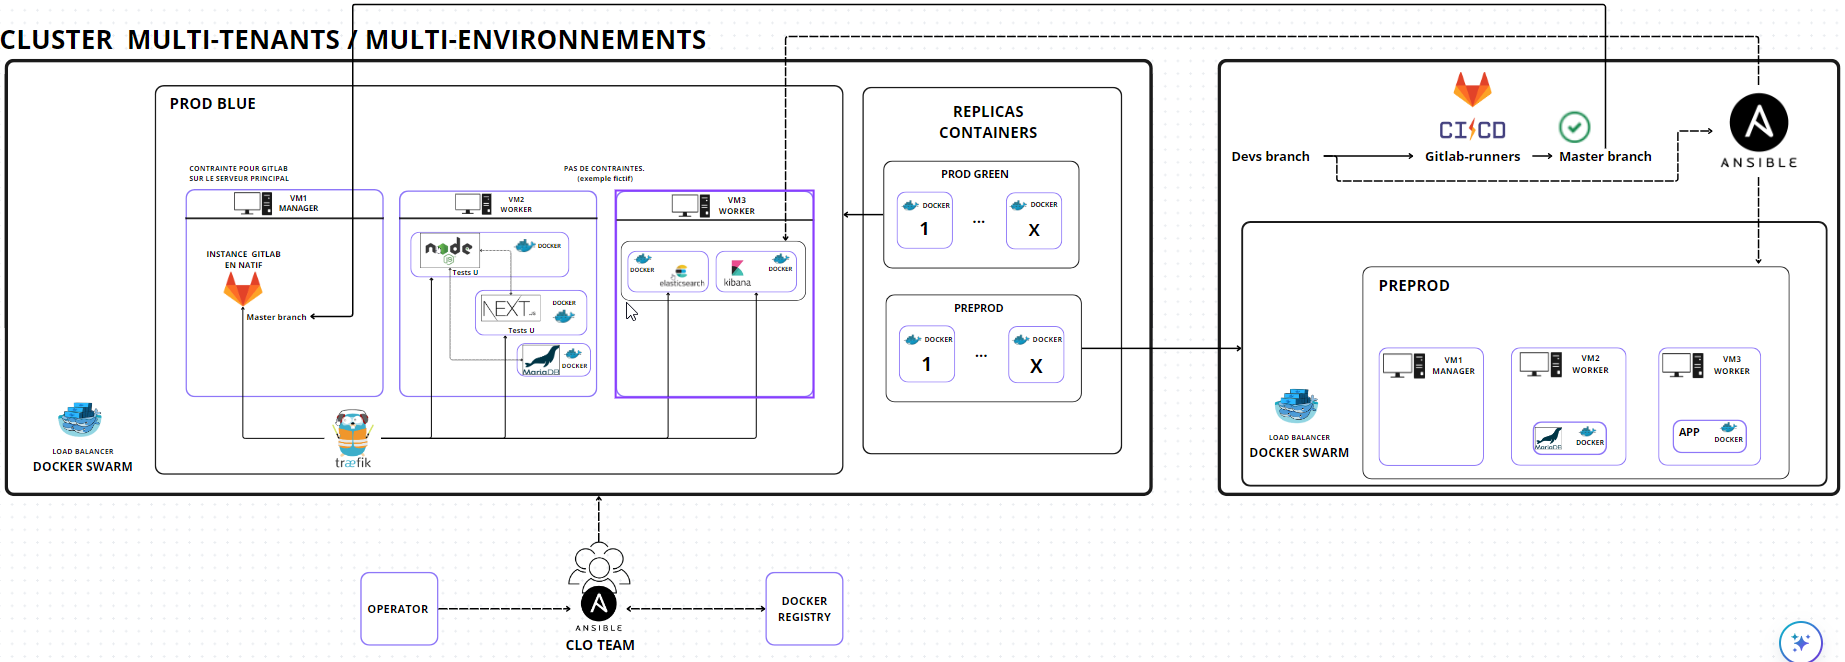 CLUSTER MULTI-TENANTS / MULTI-ENVIRONNEMENTS
PROD BLUE
CONTRAINTE POUR GITLAB
SUR LE SERVEUR PRINCIPAL
PAS DE CONTRAINTES.
(exemple fictif)
VM1
MANAGER
INSTANCE GITLAB
EN NATIF
Master branch
VM2
WORKER
node
JS
DOCKER
Tests U
NEXT.JS
DOCKER
Tests U
MariaDB
DOCKER
VM3
WORKER
DOCKER
elasticsearch
kibana
DOCKER
træfik
LOAD BALANCER
DOCKER SWARM
REPLICAS
CONTAINERS
PROD GREEN
DOCKER
1
...
DOCKER
X
PREPROD
DOCKER
1
...
DOCKER
X
Devs branch
CI/CD
Gitlab-runners
Master branch
ANSIBLE
LOAD BALANCER
DOCKER SWARM
PREPROD
VM1
MANAGER
VM2
WORKER
MariaDB
DOCKER
VM3
WORKER
APP
DOCKER
OPERATOR
ANSIBLE
CLO TEAM
DOCKER
REGISTRY